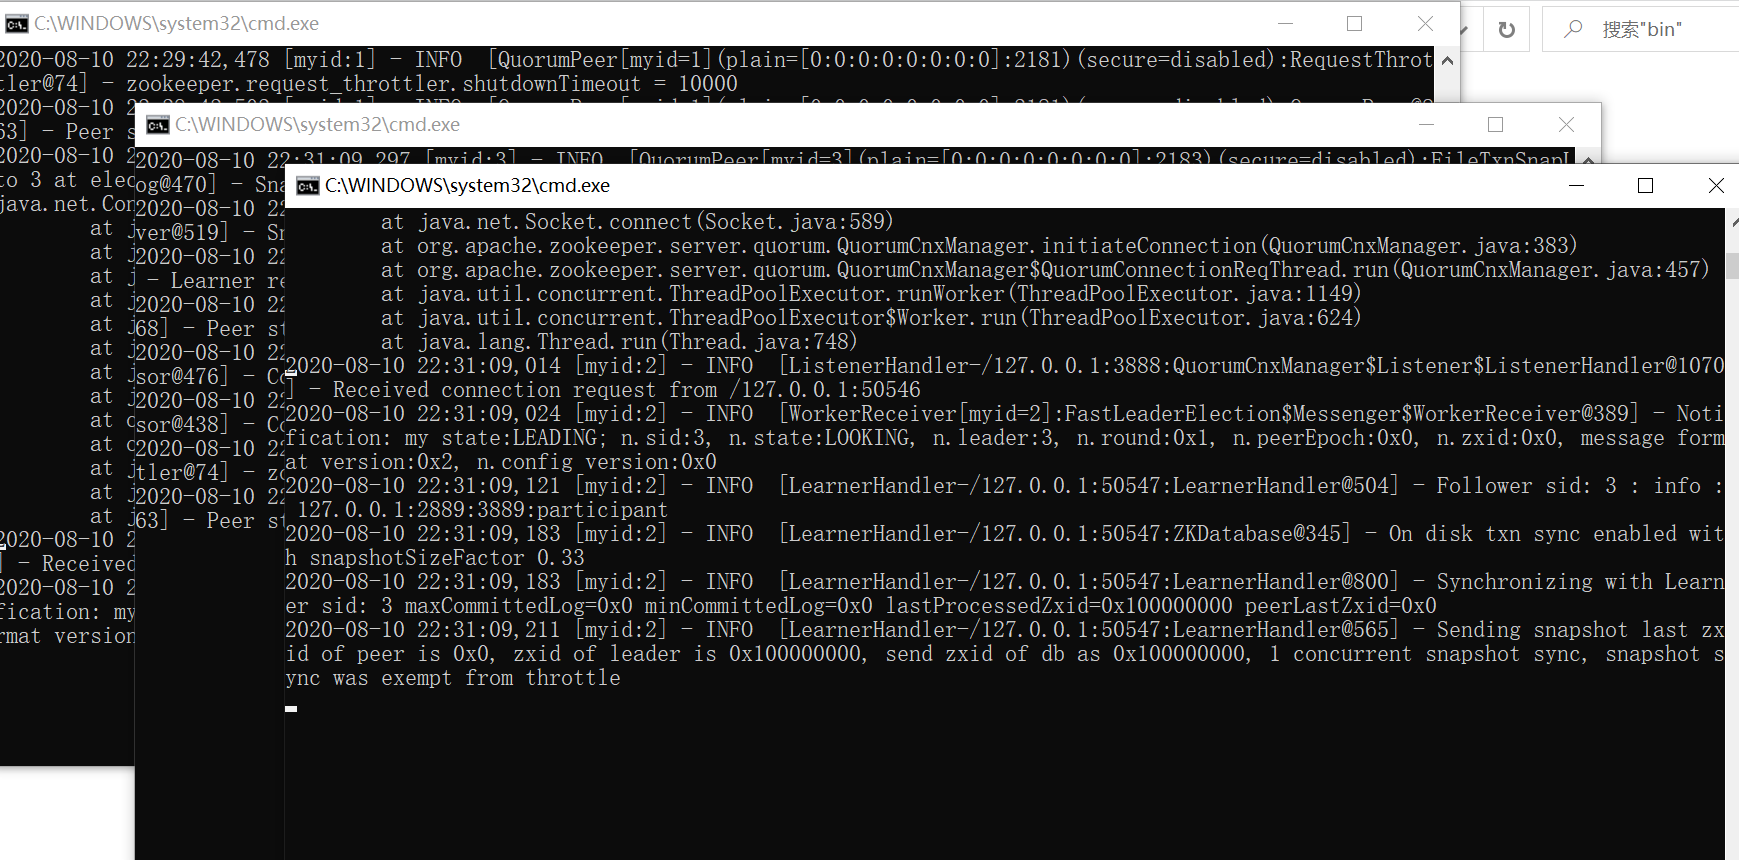 C:\WINDOWS\system32\cmd.exe
搜索"bin"
2020-08-10 22:29:42,478 [myid:1] - INFO  [QuorumPeer[myid=1](plain=[0:0:0:0:0:0:0:0]:2181)(secure=disabled):RequestThrot
tler@74] - zookeeper.request_throttler.shutdownTimeout = 10000
2020-08-10
63] - Peer s
2020-08-10 2
to 3 at elec
java.net.Con
at j
at j
at j
at j
at j
at j
at j
at j
at c
at c
at j
at j
at j
2020-08-10 2
] - Received
2020-08-10 2
fication: my
rmat version
C:\WINDOWS\system32\cmd.exe
2020-08-10 22:31:09,297 [myid:3] - INFO  [QuorumPeer[myid=3](plain=[0:0:0:0:0:0:0:0]:2183)(secure=disabled):FileTxnSnapL
og@470] - Sna
2020-08-10 22
ver@519] - Sn
2020-08-10 22
- Learner re
2020-08-10 22
68] - Peer st
2020-08-10 22
sor@476] - Co
2020-08-10 22
sor@438] - Co
2020-08-10 22
tler@74] - zo
2020-08-10 22
63] - Peer st
C:\WINDOWS\system32\cmd.exe
at java.net.Socket.connect(Socket.java:589)
at org.apache.zookeeper.server.quorum.QuorumCnxManager.initiateConnection(QuorumCnxManager.java:383)
at org.apache.zookeeper.server.quorum.QuorumCnxManager$QuorumConnectionReqThread.run(QuorumCnxManager.java:457)
at java.util.concurrent.ThreadPoolExecutor.runWorker(ThreadPoolExecutor.java:1149)
at java.util.concurrent.ThreadPoolExecutor$Worker.run(ThreadPoolExecutor.java:624)
at java.lang.Thread.run(Thread.java:748)
2020-08-10 22:31:09,014 [myid:2] - INFO  [ListenerHandler-/127.0.0.1:3888:QuorumCnxManager$Listener$ListenerHandler@1070
] - Received connection request from /127.0.0.1:50546
2020-08-10 22:31:09,024 [myid:2] - INFO  [WorkerReceiver[myid=2]:FastLeaderElection$Messenger$WorkerReceiver@389] - Noti
fication: my state:LEADING; n.sid:3, n.state:LOOKING, n.leader:3, n.round:0x1, n.peerEpoch:0x0, n.zxid:0x0, message form
at version:0x2, n.config version:0x0
2020-08-10 22:31:09,121 [myid:2] - INFO  [LearnerHandler-/127.0.0.1:50547:LearnerHandler@504] - Follower sid: 3 : info :
127.0.0.1:2889:3889:participant
2020-08-10 22:31:09,183 [myid:2] - INFO  [LearnerHandler-/127.0.0.1:50547:ZKDatabase@345] - On disk txn sync enabled wit
h snapshotSizeFactor 0.33
2020-08-10 22:31:09,183 [myid:2] - INFO  [LearnerHandler-/127.0.0.1:50547:LearnerHandler@800] - Synchronizing with Learn
er sid: 3 maxCommittedLog=0x0 minCommittedLog=0x0 lastProcessedZxid=0x100000000 peerLastZxid=0x0
2020-08-10 22:31:09,211 [myid:2] - INFO  [LearnerHandler-/127.0.0.1:50547:LearnerHandler@565] - Sending snapshot last zx
id of peer is 0x0, zxid of leader is 0x100000000, send zxid of db as 0x100000000, 1 concurrent snapshot sync, snapshot s
ync was exempt from throttle